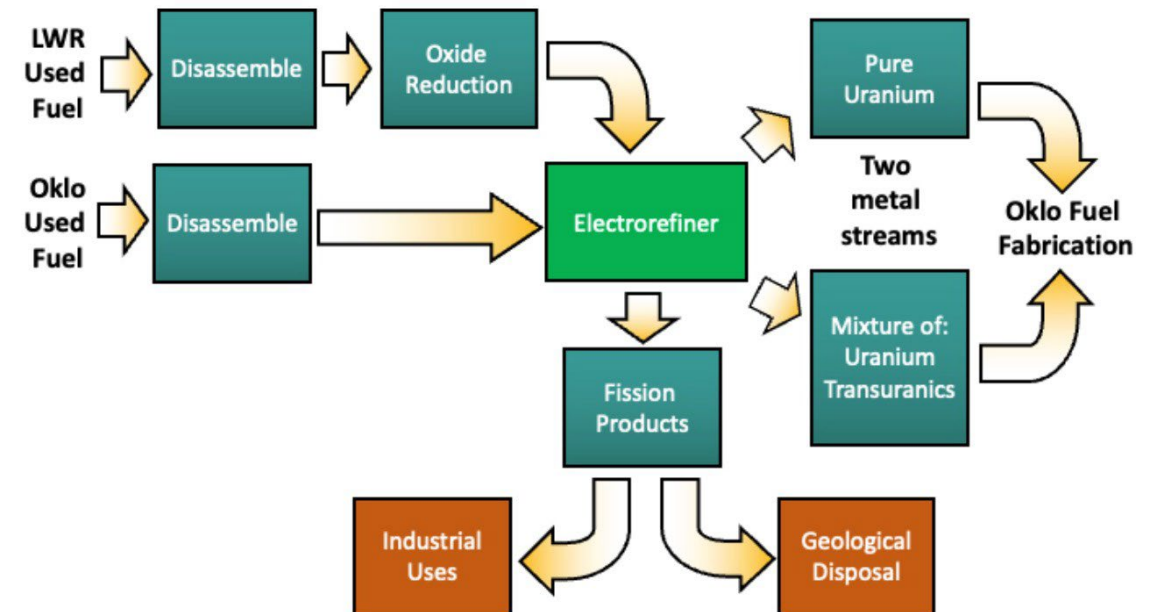 LWR
Used
Fuel
Disassemble
Oxide
Reduction
Pure
Uranium
Oklo
Used
Fuel
Disassemble
Electrorefiner
Two
metal
streams
Oklo Fuel
Fabrication
Mixture of:
Uranium
Transuranics
Fission
Products
Industrial
Uses
Geological
Disposal